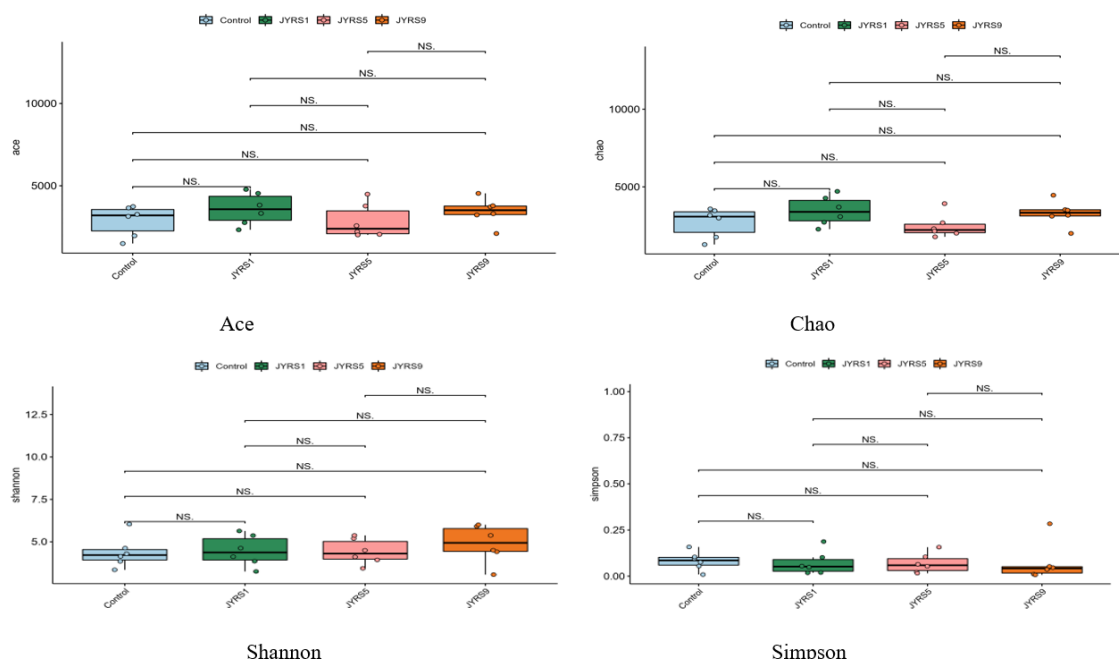 Control JYRS1 JYRS5 JYRS9
NS.
NS.
NS.
NS.
NS.
NS.
10000
5000
ace
Control JYRS1 JYRS5 JYRS9
Ace
Control JYRS1 JYRS5 JYRS9
NS.
NS.
NS.
NS.
NS.
NS.
10000
5000
chao
Control JYRS1 JYRS5 JYRS9
Chao
Control JYRS1 JYRS5 JYRS9
NS.
NS.
NS.
NS.
NS.
NS.
12.5
10.0
7.5
5.0
shannon
Control JYRS1 JYRS5 JYRS9
Shannon
Control JYRS1 JYRS5 JYRS9
NS.
NS.
NS.
NS.
NS.
NS.
1.00
0.75
0.50
0.25
0.00
simpson
Control JYRS1 JYRS5 JYRS9
Simpson